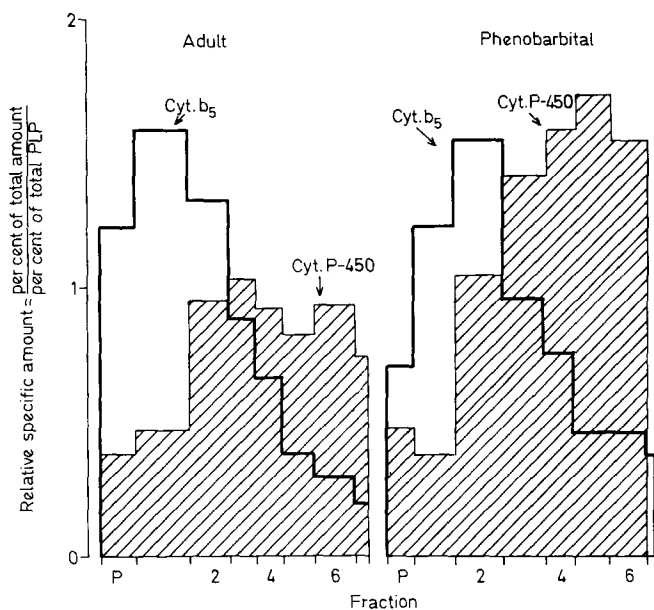 Relative specific amount = per cent of total amount
per cent of total PLP
2
1
0
Adult
Cyt. b5
Cyt. P-450
P
2
4
6
Phenobarbital
Cyt. b5
Cyt. P-450
P
2
4
6
Fraction